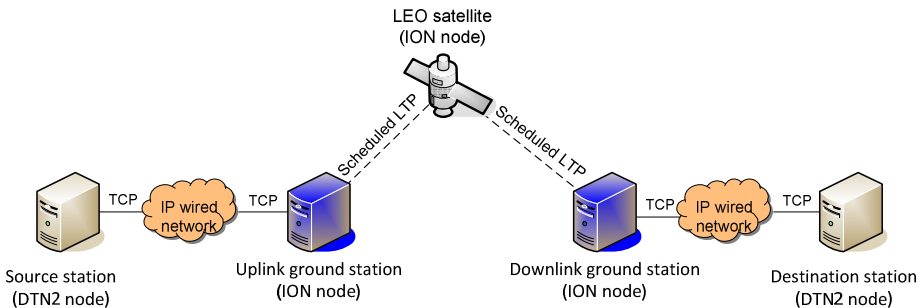 LEO satellite
(ION node)
Scheduled LTP
Scheduled LTP
TCP
IP wired
network
TCP
TCP
IP wired
network
TCP
Source station
(DTN2 node)
Uplink ground station
(ION node)
Downlink ground station
(ION node)
Destination station
(DTN2 node)